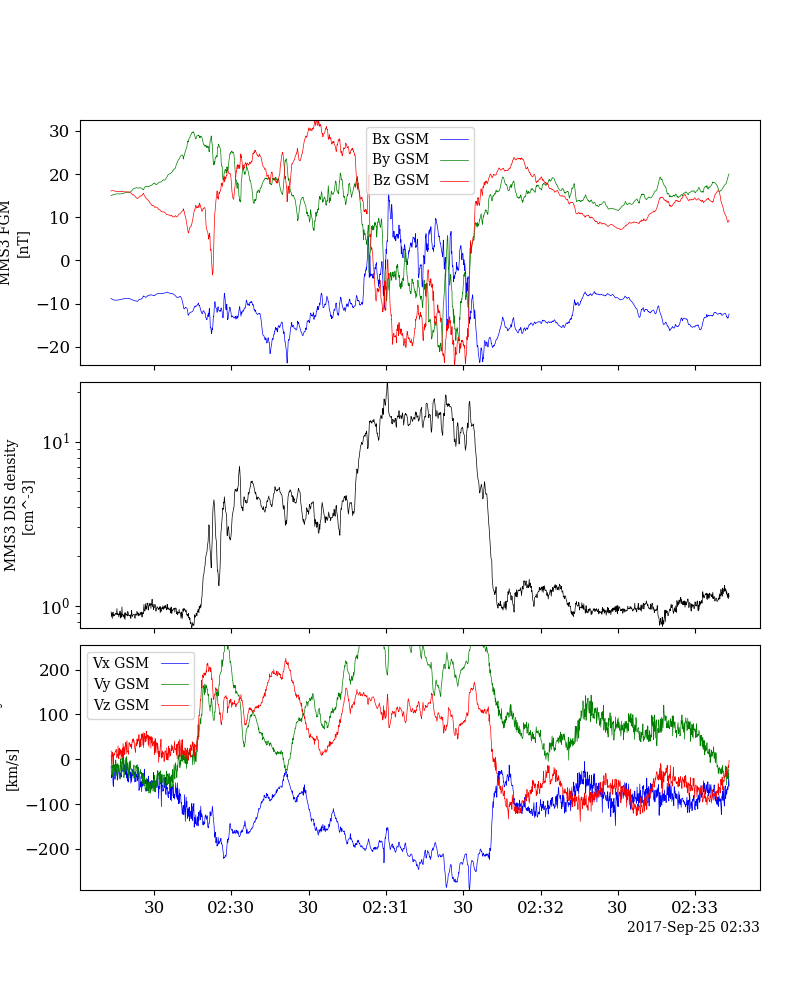 30
20
10
0
−10
−20
MMS3 FGM
[nT]
Bx GSM
By GSM
Bz GSM
10^1
10^0
MMS3 DIS density
[cm^-3]
200
100
0
−100
−200
[km/s]
Vx GSM
Vy GSM
Vz GSM
30 02:30 30 02:31 30 02:32 30 02:33
2017-Sep-25 02:33